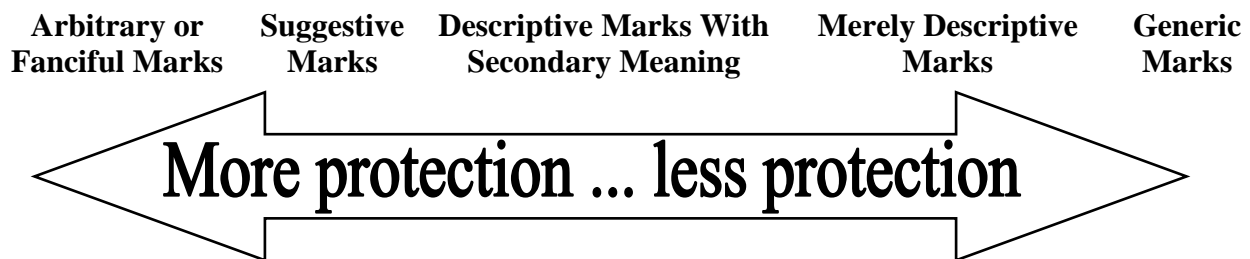 Arbitrary or Suggestive Descriptive Marks With Merely Descriptive Generic
Fanciful Marks Marks Secondary Meaning Marks Marks
More protection ... less protection